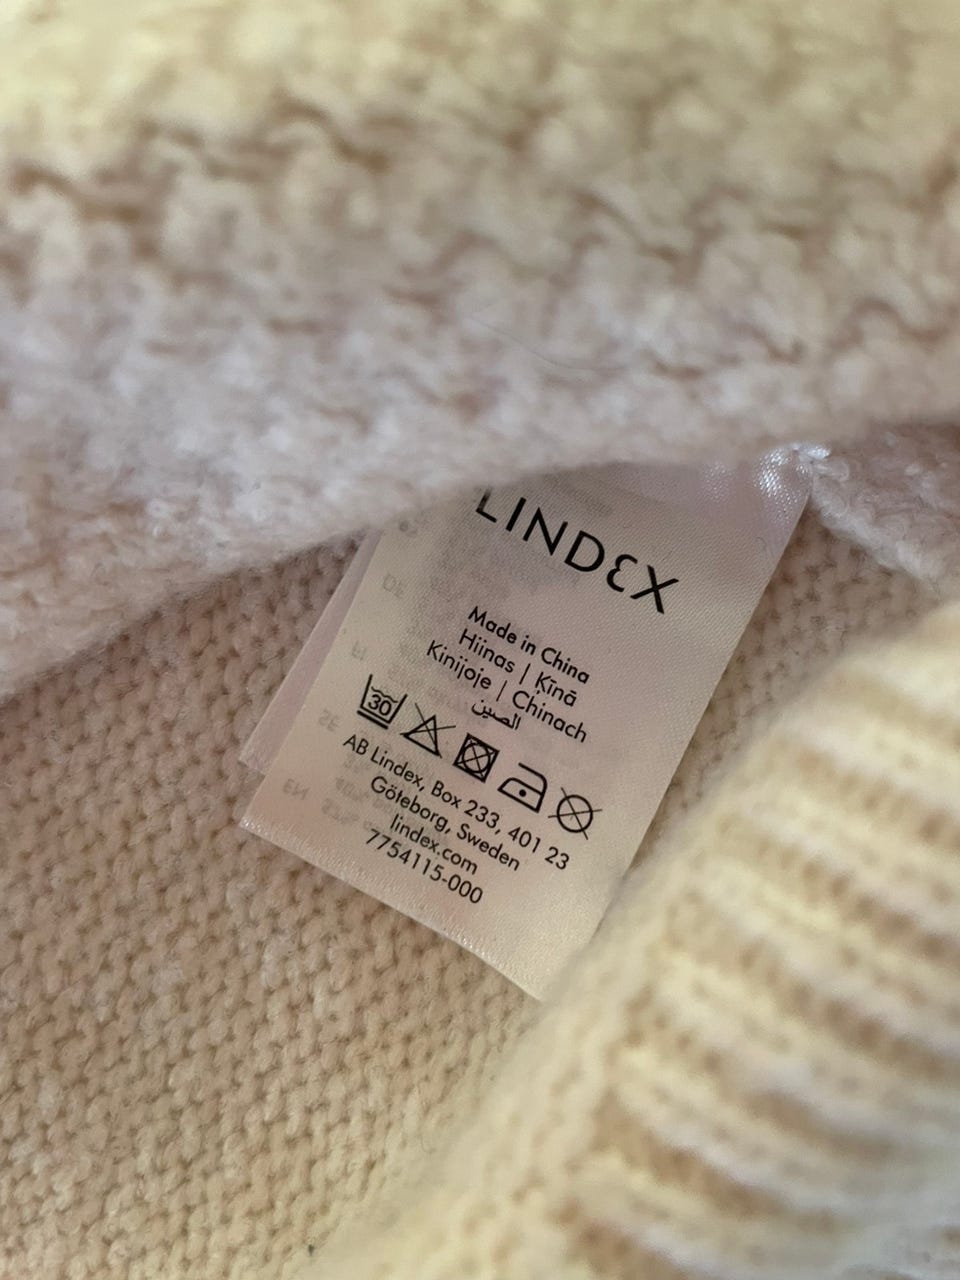 LINDEX
Made in China
Hiinas | Ķīnā
Kinijoje | Chinach
الصين
30
AB Lindex, Box 233, 401 23
Göteborg, Sweden
lindex.com
7754115-000